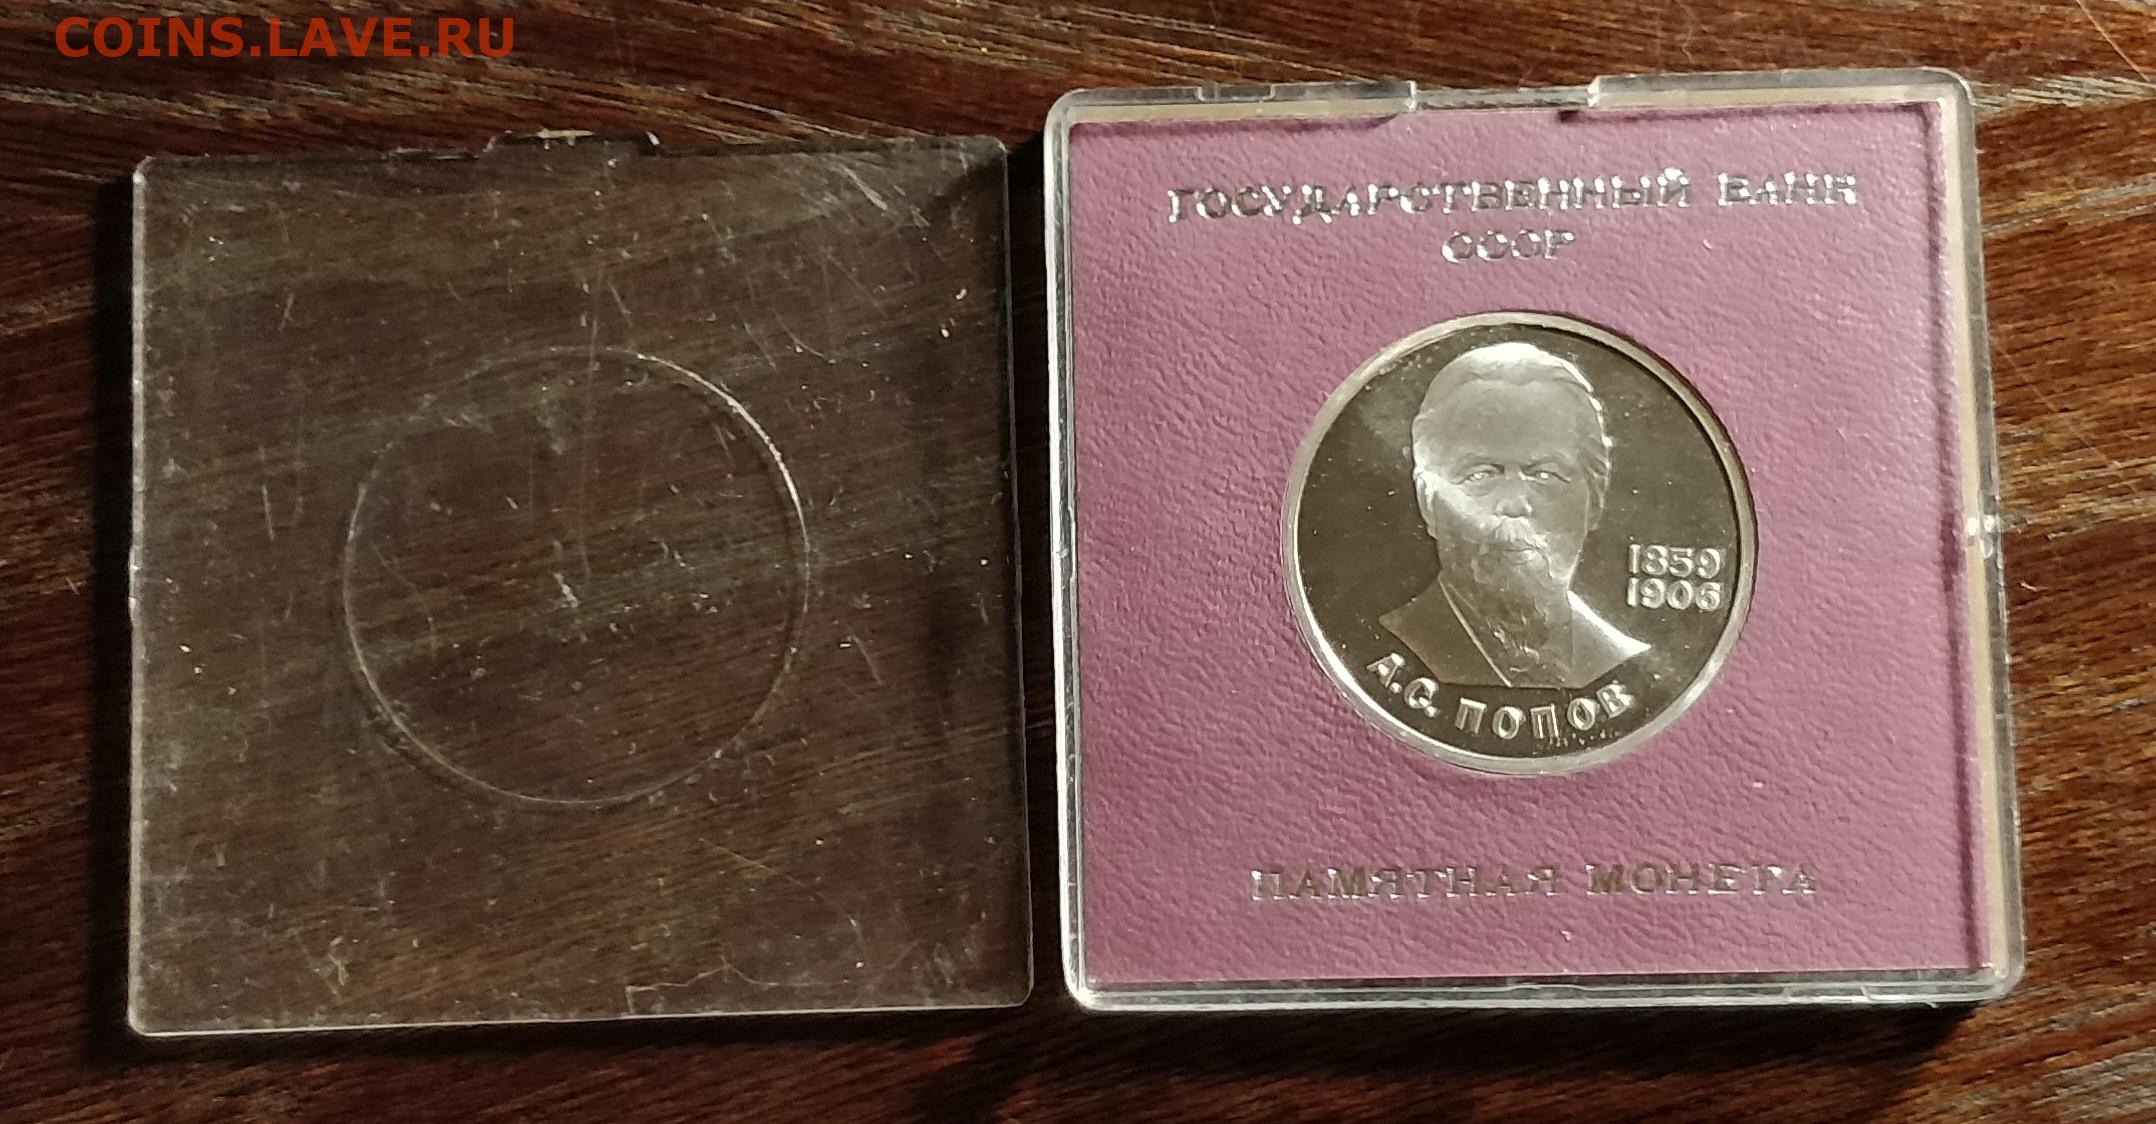 COINS.LAVE.RU
ГОСУДАРСТВЕННЫЙ БАНК
СССР
1859
1906
А.С. ПОПОВ
ПАМЯТНАЯ МОНЕТА